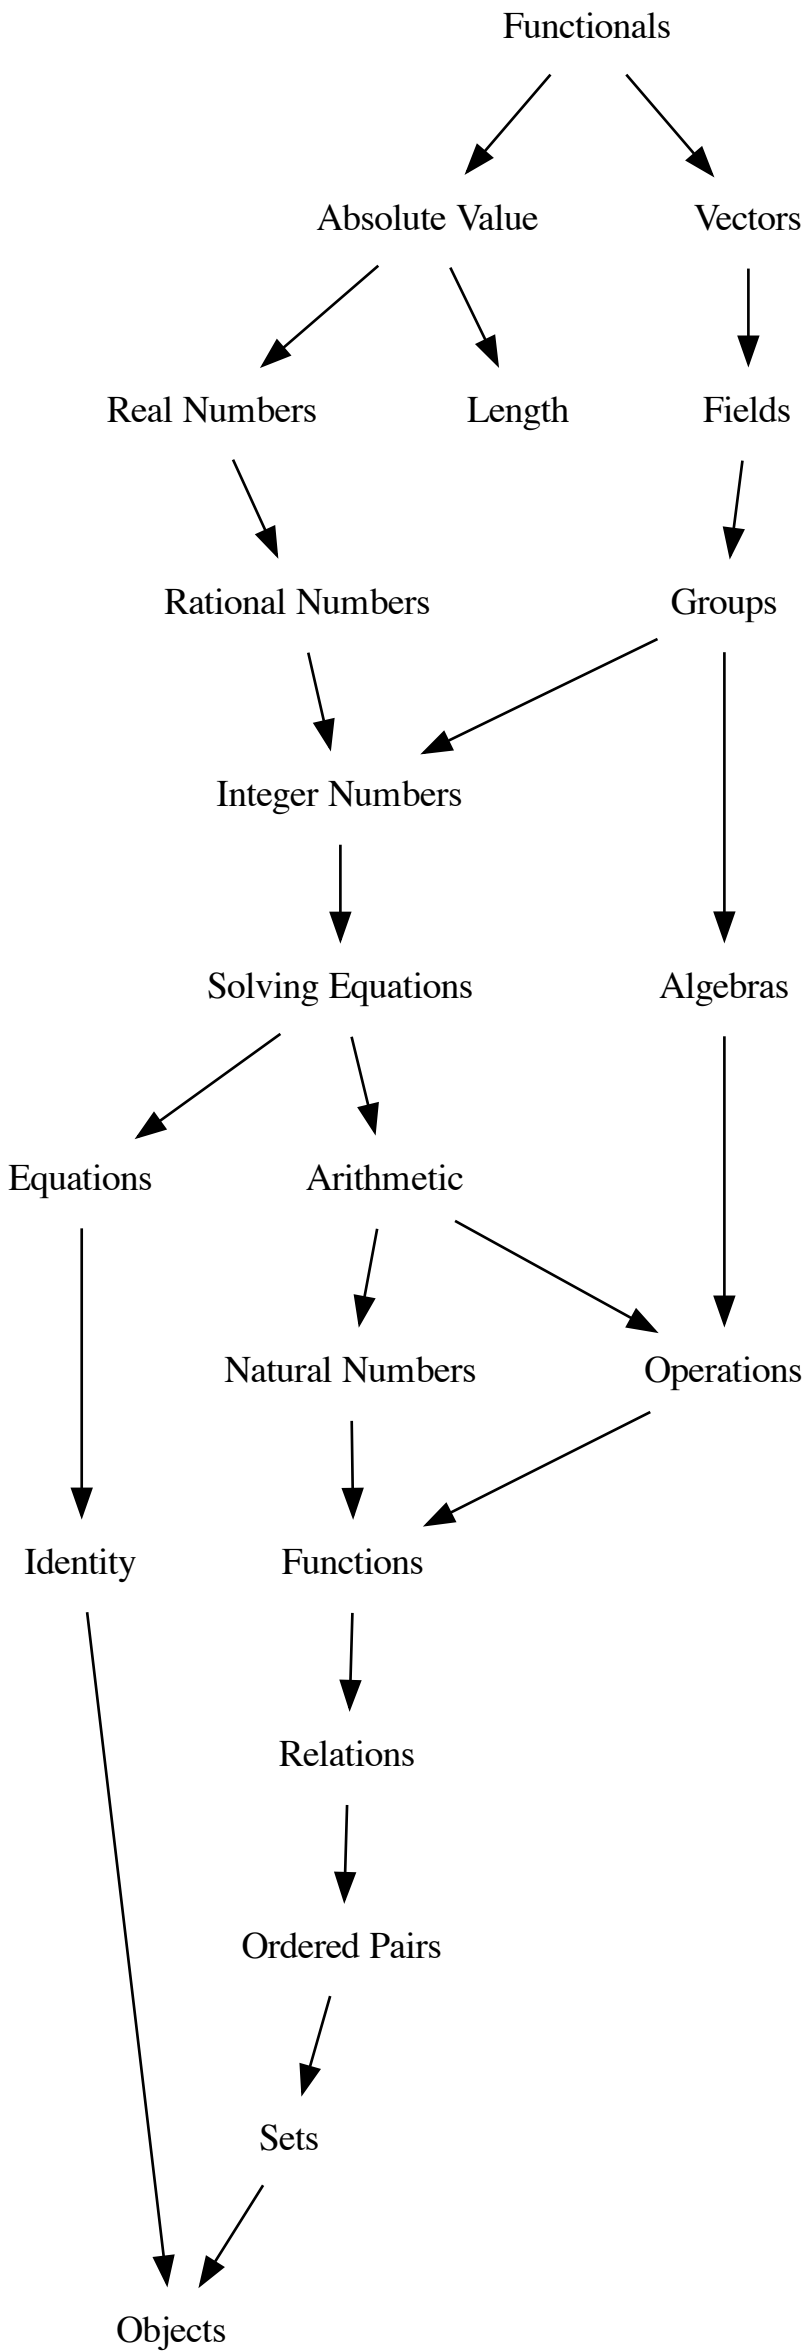 Functionals
Absolute Value
Vectors
Real Numbers
Length
Fields
Rational Numbers
Groups
Integer Numbers
Solving Equations
Algebras
Equations
Arithmetic
Natural Numbers
Operations
Identity
Functions
Relations
Ordered Pairs
Sets
Objects